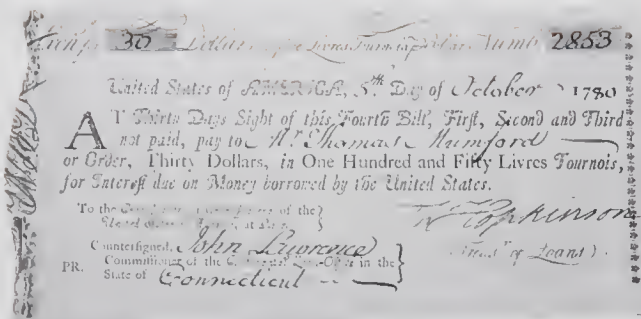 30 Dollars Livres Tournois Numb 2853
United States of AMERICA, 5th Day of October 1780
AT Thirty Days Sight of this Fourth Bill, First, Second and Third
not paid, pay to Mr. Thomas Mumford
or Order, Thirty Dollars, in One Hundred and Fifty Livres Tournois,
for Interest due on Money borrowed by the United States.
To the of the
Hopkinson
Countersigned, John Lawrence
of Loans
Commissioner of the Office in the
PR.
State of Connecticut